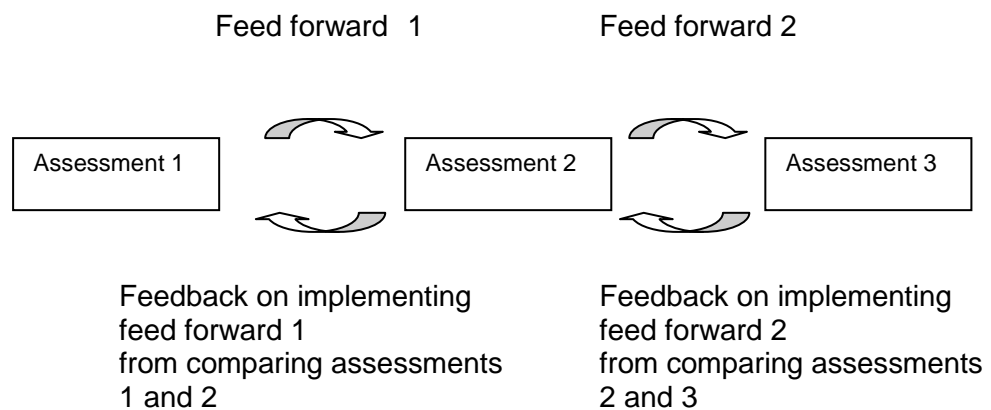 Feed forward 1
Feed forward 2
Assessment 1
Assessment 2
Assessment 3
Feedback on implementing
feed forward 1
from comparing assessments
1 and 2
Feedback on implementing
feed forward 2
from comparing assessments
2 and 3